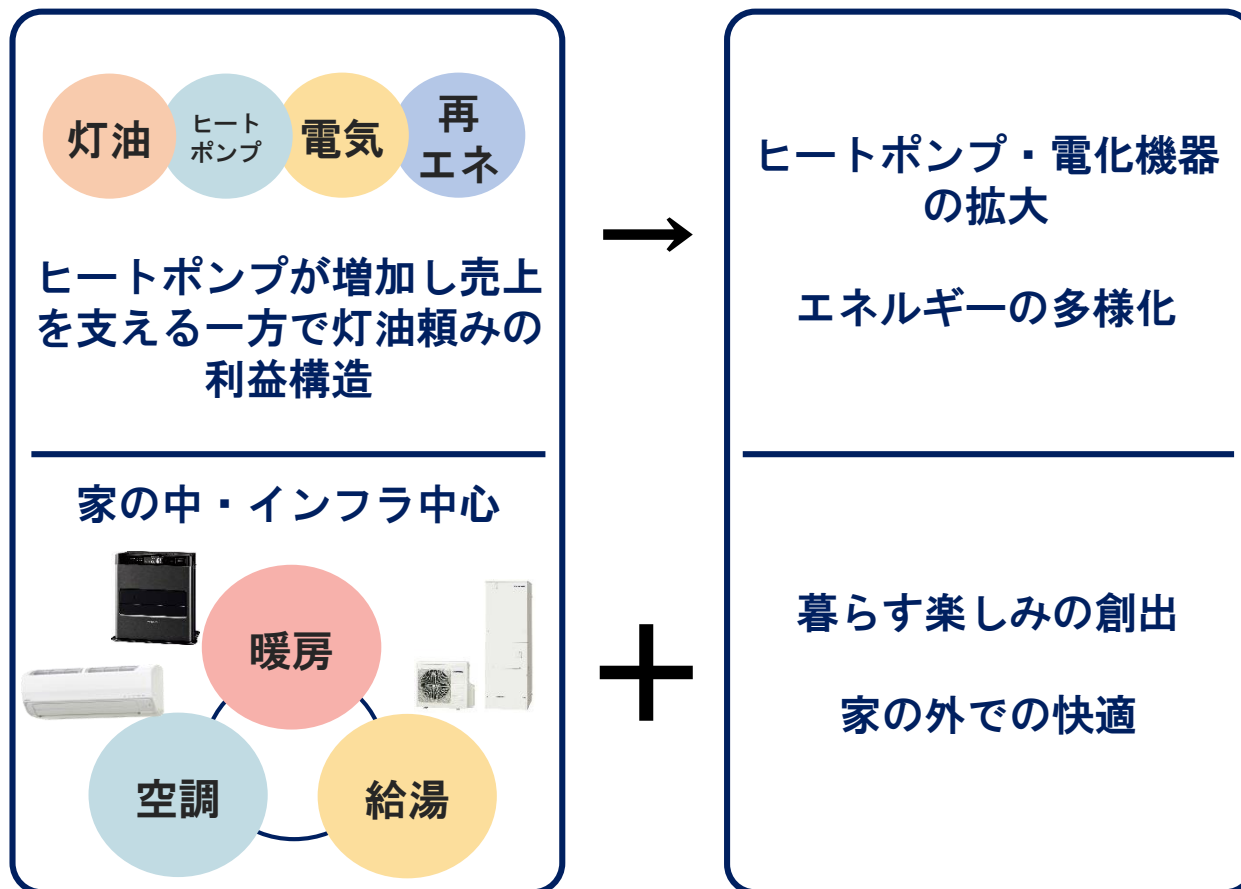 灯油
ヒート
ポンプ
電気
再
エネ
ヒートポンプが増加し売上
を支える一方で灯油頼みの
利益構造
家の中・インフラ中心
暖房
空調
給湯
→
ヒートポンプ・電化機器
の拡大
エネルギーの多様化
+
暮らす楽しみの創出
家の外での快適